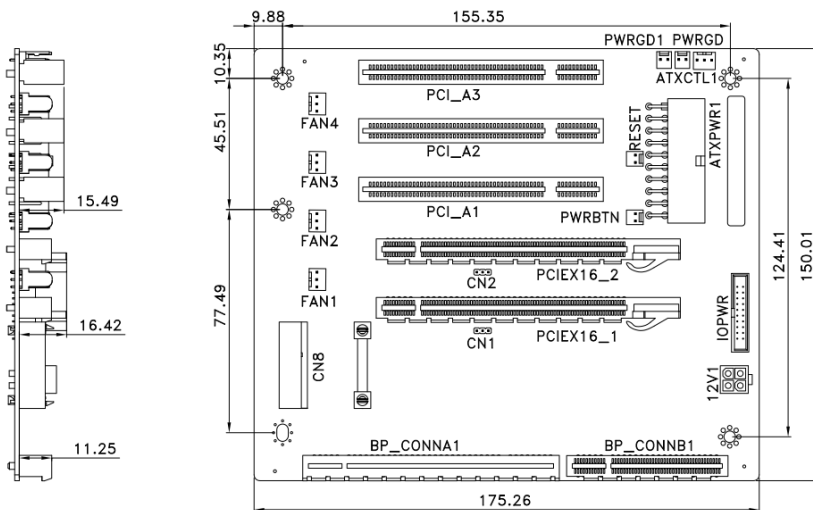 9.88
155.35
10.35
PWRGD1 PWRGD
ATXCTL1
PCI_A3
FAN4
RESET
ATXPWR1
45.51
PCI_A2
FAN3
15.49
PCI_A1
PWRBTN
FAN2
124.41
150.01
CN2
PCIEX16_2
FAN1
77.49
16.42
CN1
PCIEX16_1
IOPWR
CN8
12V1
BP_CONNA1
BP_CONNB1
11.25
175.26